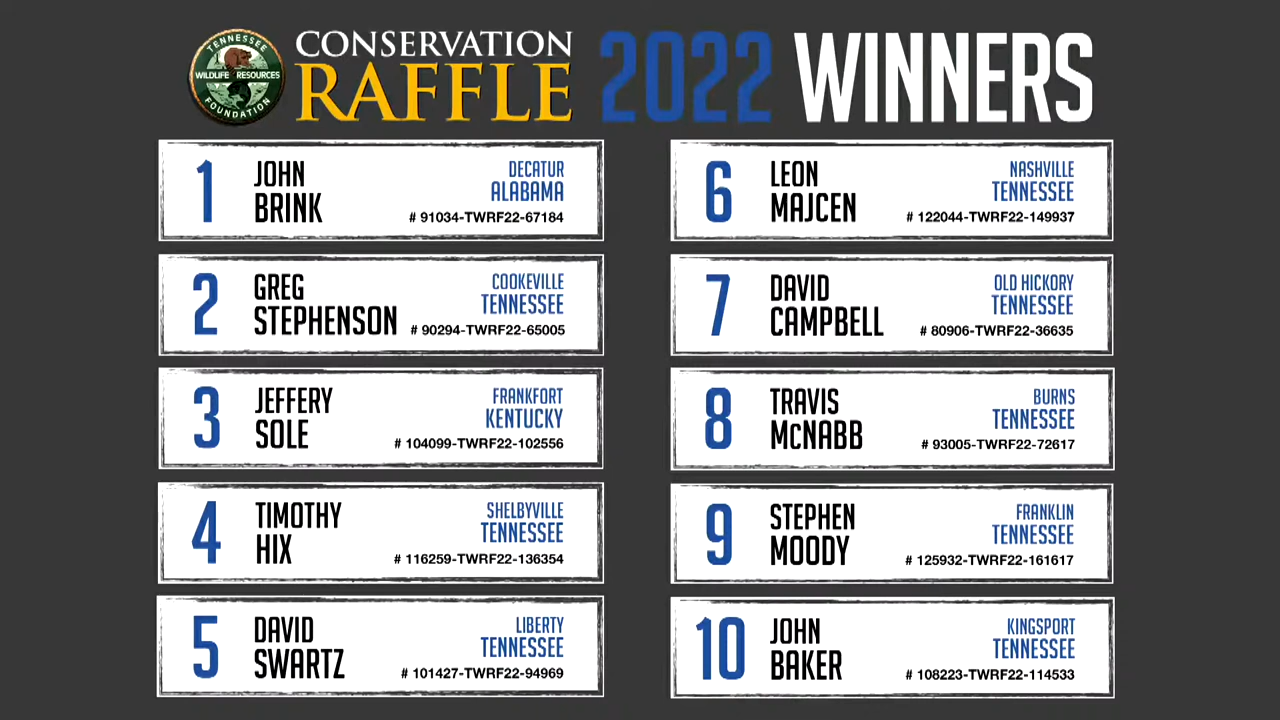 TENNESSEE
WILDLIFE RESOURCES
FOUNDATION
CONSERVATION
RAFFLE
2022 WINNERS
1
JOHN
BRINK
DECATUR
ALABAMA
# 91034-TWRF22-67184
2
GREG
STEPHENSON
COOKEVILLE
TENNESSEE
# 90294-TWRF22-65005
3
JEFFERY
SOLE
FRANKFORT
KENTUCKY
# 104099-TWRF22-102556
4
TIMOTHY
HIX
SHELBYVILLE
TENNESSEE
# 116259-TWRF22-136354
5
DAVID
SWARTZ
LIBERTY
TENNESSEE
# 101427-TWRF22-94969
6
LEON
MAJCEN
NASHVILLE
TENNESSEE
# 122044-TWRF22-149937
7
DAVID
CAMPBELL
OLD HICKORY
TENNESSEE
# 80906-TWRF22-36635
8
TRAVIS
McNABB
BURNS
TENNESSEE
# 93005-TWRF22-72617
9
STEPHEN
MOODY
FRANKLIN
TENNESSEE
# 125932-TWRF22-161617
10
JOHN
BAKER
KINGSPORT
TENNESSEE
# 108223-TWRF22-114533